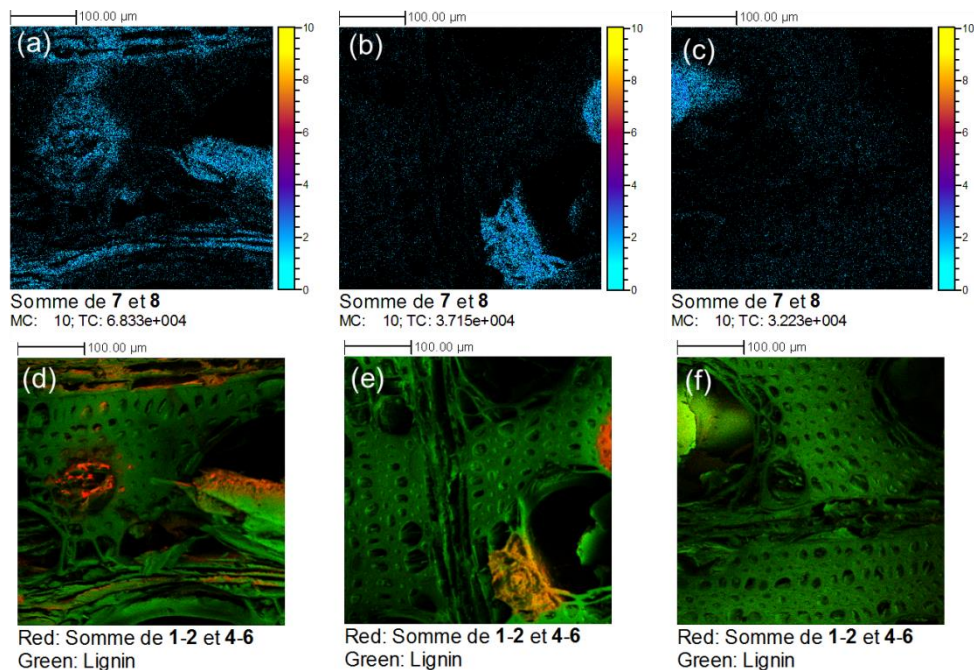 100.00 µm
100.00 µm
100.00 µm
(a)
10
8
6
4
2
0
(b)
10
8
6
4
2
0
(c)
10
8
6
4
2
0
Somme de 7 et 8
MC: 10; TC: 6.833e+004
Somme de 7 et 8
MC: 10; TC: 3.715e+004
Somme de 7 et 8
MC: 10; TC: 3.223e+004
100.00 µm
100.00 µm
100.00 µm
(d)
(e)
(f)
Red: Somme de 1-2 et 4-6
Green: Lignin
Red: Somme de 1-2 et 4-6
Green: Lignin
Red: Somme de 1-2 et 4-6
Green: Lignin